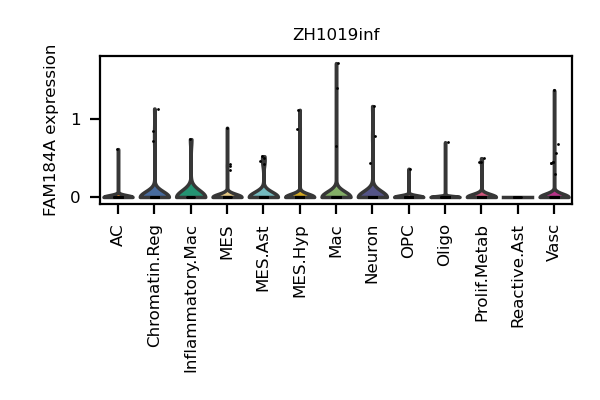 ZH1019inf
FAM184A expression
1
0
AC
Chromatin.Reg
Inflammatory.Mac
MES
MES.Ast
MES.Hyp
Mac
Neuron
OPC
Oligo
Prolif.Metab
Reactive.Ast
Vasc